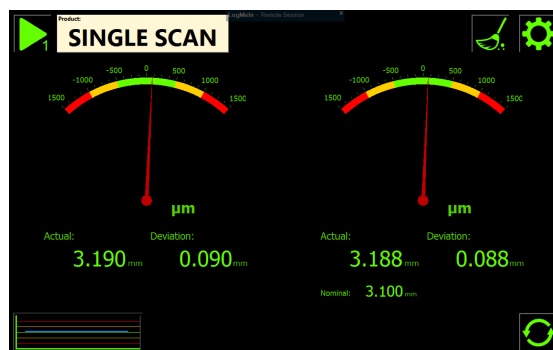 LogMeIn - Remote Session
Product:
SINGLE SCAN
1
-500 0 500
-1000 1000
1500 1500
µm
Actual: Deviation:
3.190 mm 0.090 mm
-500 0 500
-1000 1000
1500 1500
µm
Actual: Deviation:
3.188 mm 0.088 mm
Nominal: 3.100 mm